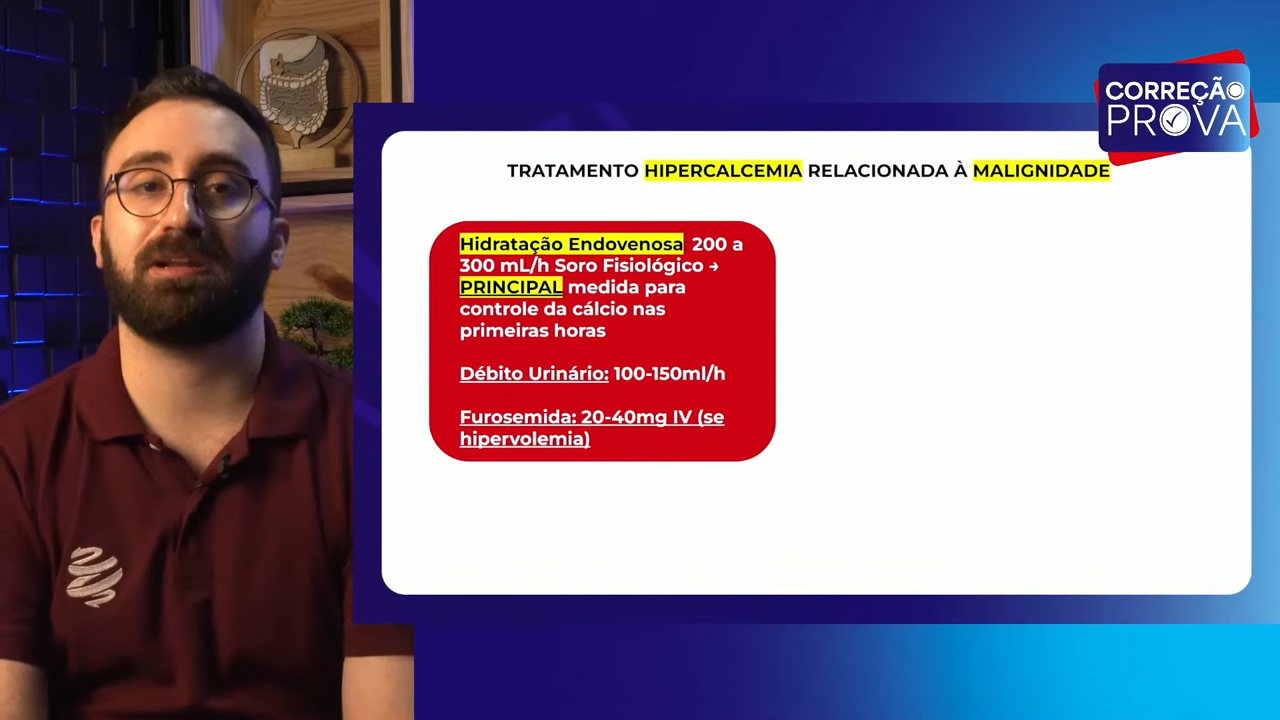 CORREÇÃO
PROVA
TRATAMENTO HIPERCALCEMIA RELACIONADA À MALIGNIDADE
Hidratação Endovenosa 200 a
300 mL/h Soro Fisiológico →
PRINCIPAL medida para
controle da cálcio nas
primeiras horas
Débito Urinário: 100-150ml/h
Furosemida: 20-40mg IV (se
hipervolemia)